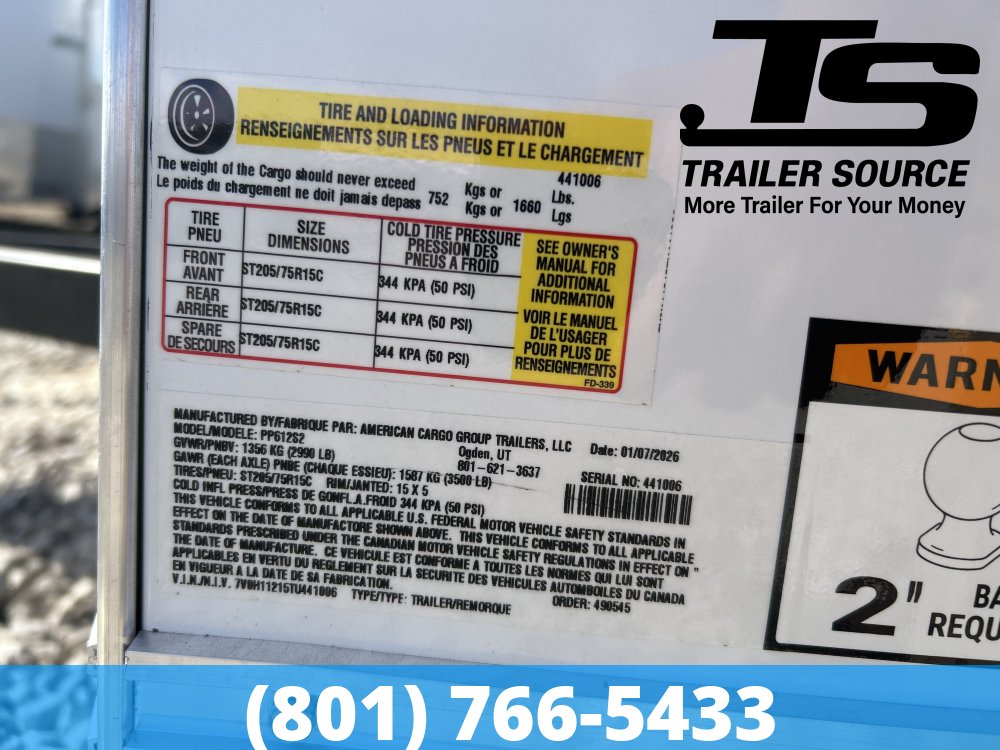 JTS
TRAILER SOURCE
More Trailer For Your Money
TIRE AND LOADING INFORMATION
RENSEIGNEMENTS SUR LES PNEUS ET LE CHARGEMENT
441006
The weight of the Cargo should never exceed Kgs or Lbs.
Le poids du chargement ne doit jamais depass 752 Kgs or 1660 Lgs
TIRE
PNEU
SIZE
DIMENSIONS
COLD TIRE PRESSURE
PRESSION DES
PNEUS A FROID
FRONT
AVANT
ST205/75R15C
344 KPA (50 PSI)
REAR
ARRIÈRE
ST205/75R15C
344 KPA (50 PSI)
SPARE
DE SECOURS
ST205/75R15C
344 KPA (50 PSI)
SEE OWNER'S
MANUAL FOR
ADDITIONAL
INFORMATION
VOIR LE MANUEL
DE L'USAGER
POUR PLUS DE
RENSEIGNEMENTS
FD-339
MANUFACTURED BY/FABRIQUE PAR: AMERICAN CARGO GROUP TRAILERS, LLC Date: 01/07/2026
MODEL/MODELE: PP612S2 Ogden, UT
GVWR/PNBV: 1356 KG (2990 LB) 801-621-3637
GAWR (EACH AXLE) PNBE (CHAQUE ESSIEU): 1587 KG (3500 LB) SERIAL NO: 441006
TIRES/PNEU: ST205/75R15C RIM/JANTED: 15 X 5
COLD INFL PRESS/PRESS DE GONFL.A.FROID 344 KPA (50 PSI)
THIS VEHICLE CONFORMS TO ALL APPLICABLE U.S. FEDERAL MOTOR VEHICLE SAFETY STANDARDS IN
EFFECT ON THE DATE OF MANUFACTORE SHOWN ABOVE. THIS VEHICLE CONFORMS TO ALL APPLICABLE
STANDARDS PRESCRIBED UNDER THE CANADIAN MOTOR VEHICLE SAFETY REGULATIONS IN EFFECT ON "
THE DATE OF MANUFACTURE. CE VEHICULE EST CONFORME A TOUTES LES NORMES QUI LUI SONT
APPLICABLES EN VERTU DU REGLEMENT SUR LA SECURITE DES VEHICULES AUTOMBOILES DU CANADA
EN VIGUEUR A LA DATE DE SA FABRICATION.
V.I.N./N.I.V. 7V9H11215TU441006 TYPE/TYPE: TRAILER/REMORQUE ORDER: 490545
WARN
2" BA
REQU
(801) 766-5433